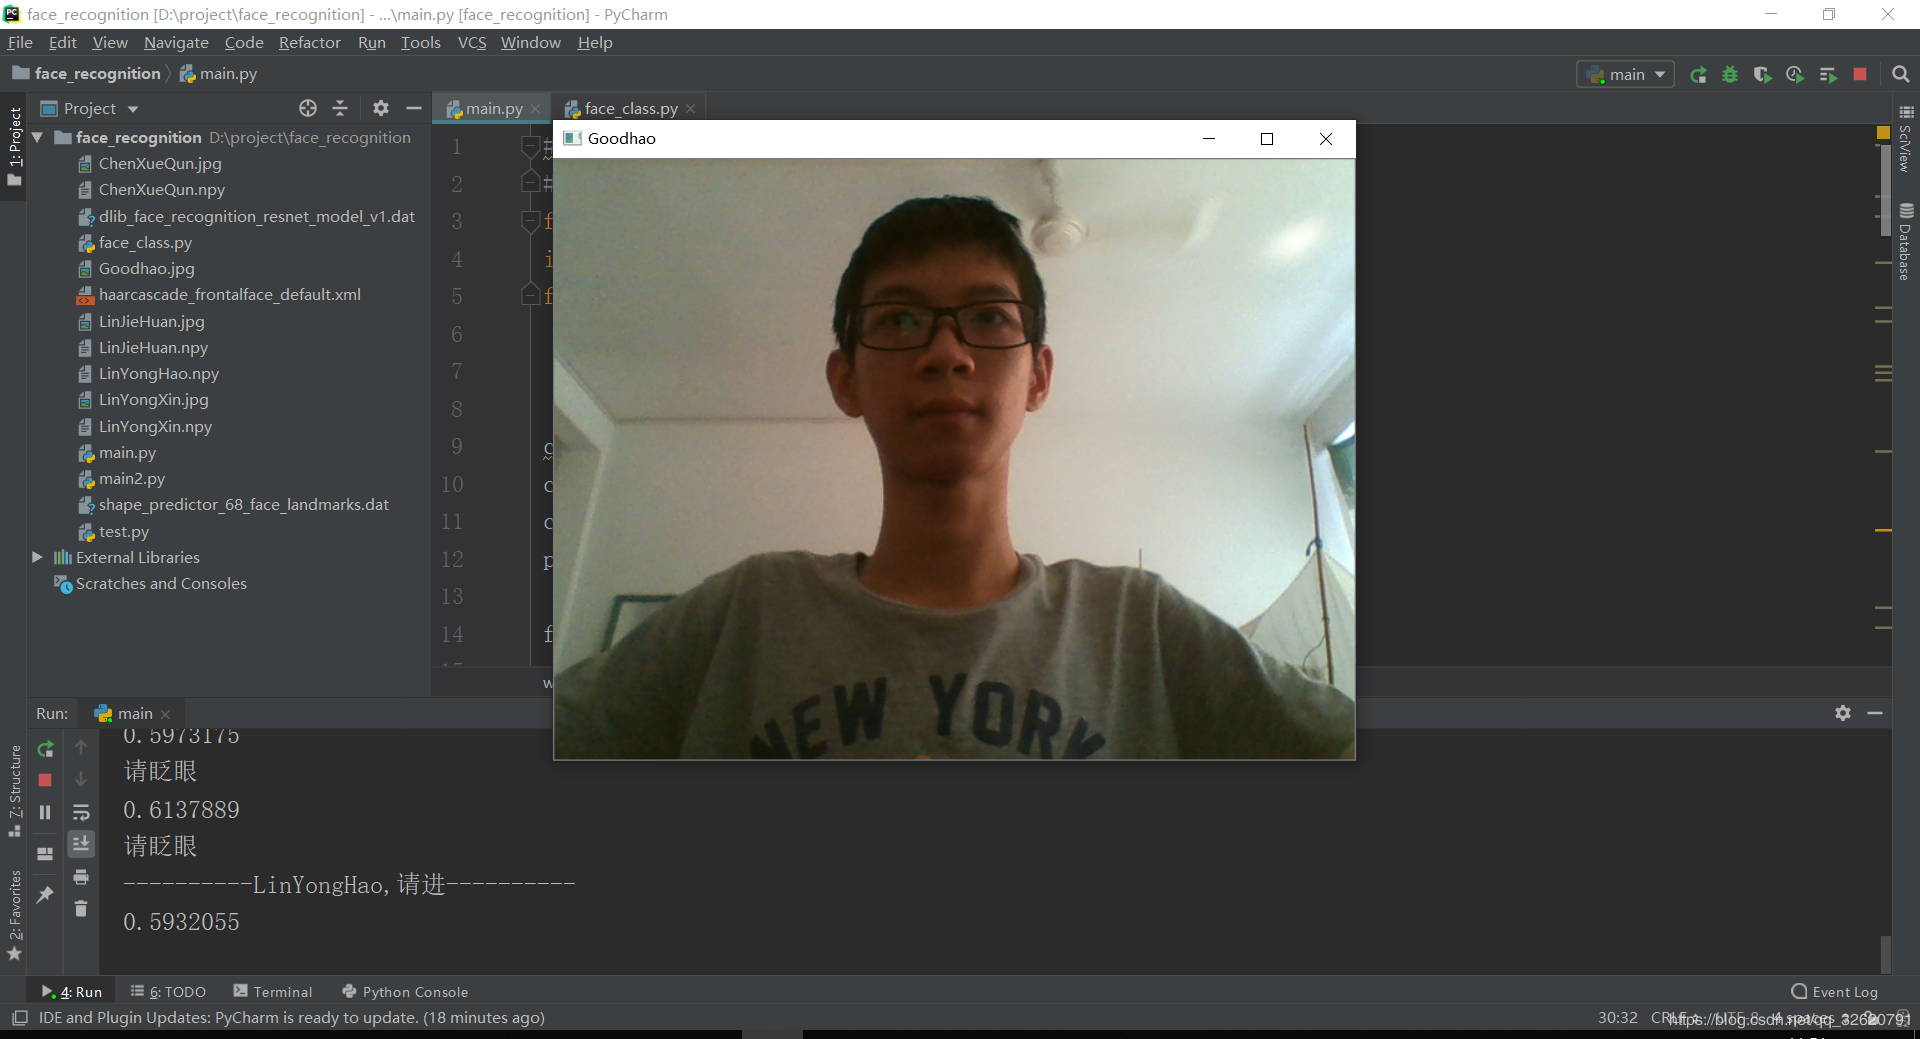 face_recognition [D:\project\face_recognition] - ...\main.py [face_recognition] - PyCharm
File Edit View Navigate Code Refactor Run Tools VCS Window Help
face_recognition main.py
main
1: Project
Project
main.py
face_class.py
face_recognition D:\project\face_recognition
ChenXueQun.jpg
ChenXueQun.npy
dlib_face_recognition_resnet_model_v1.dat
face_class.py
Goodhao.jpg
haarcascade_frontalface_default.xml
LinJieHuan.jpg
LinJieHuan.npy
LinYongHao.npy
LinYongXin.jpg
LinYongXin.npy
main.py
main2.py
shape_predictor_68_face_landmarks.dat
test.py
External Libraries
Scratches and Consoles
1 #
2 #
3 f
4 i
5 f
6
7
8
9 c
10 c
11 c
12 p
13
14 f
w
Goodhao
NEW YORK
SciView
Database
Run: main
0.5973175
请眨眼
0.6137889
请眨眼
----------LinYongHao,请进----------
0.5932055
7: Structure
2: Favorites
4: Run 6: TODO Terminal Python Console Event Log
IDE and Plugin Updates: PyCharm is ready to update. (18 minutes ago)
30:32 CRLF UTF-8 4 spaces
https://blog.csdn.net/qq_32620791